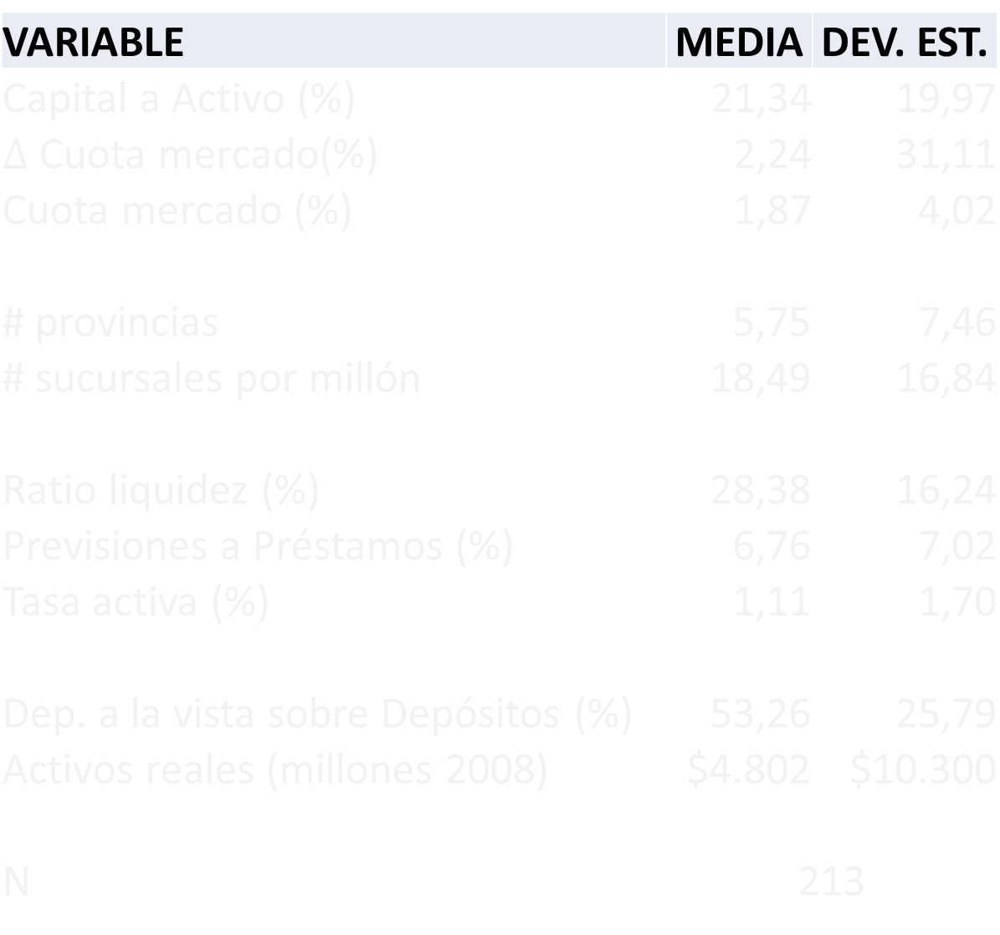 VARIABLE MEDIA DEV. EST.
Capital a Activo (%) 21,34 19,97
Δ Cuota mercado(%) 2,24 31,11
Cuota mercado (%) 1,87 4,02
# provincias 5,75 7,46
# sucursales por millón 18,49 16,84
Ratio liquidez (%) 28,38 16,24
Previsiones a Préstamos (%) 6,76 7,02
Tasa activa (%) 1,11 1,70
Dep. a la vista sobre Depósitos (%) 53,26 25,79
Activos reales (millones 2008) $4.802 $10.300
N 213